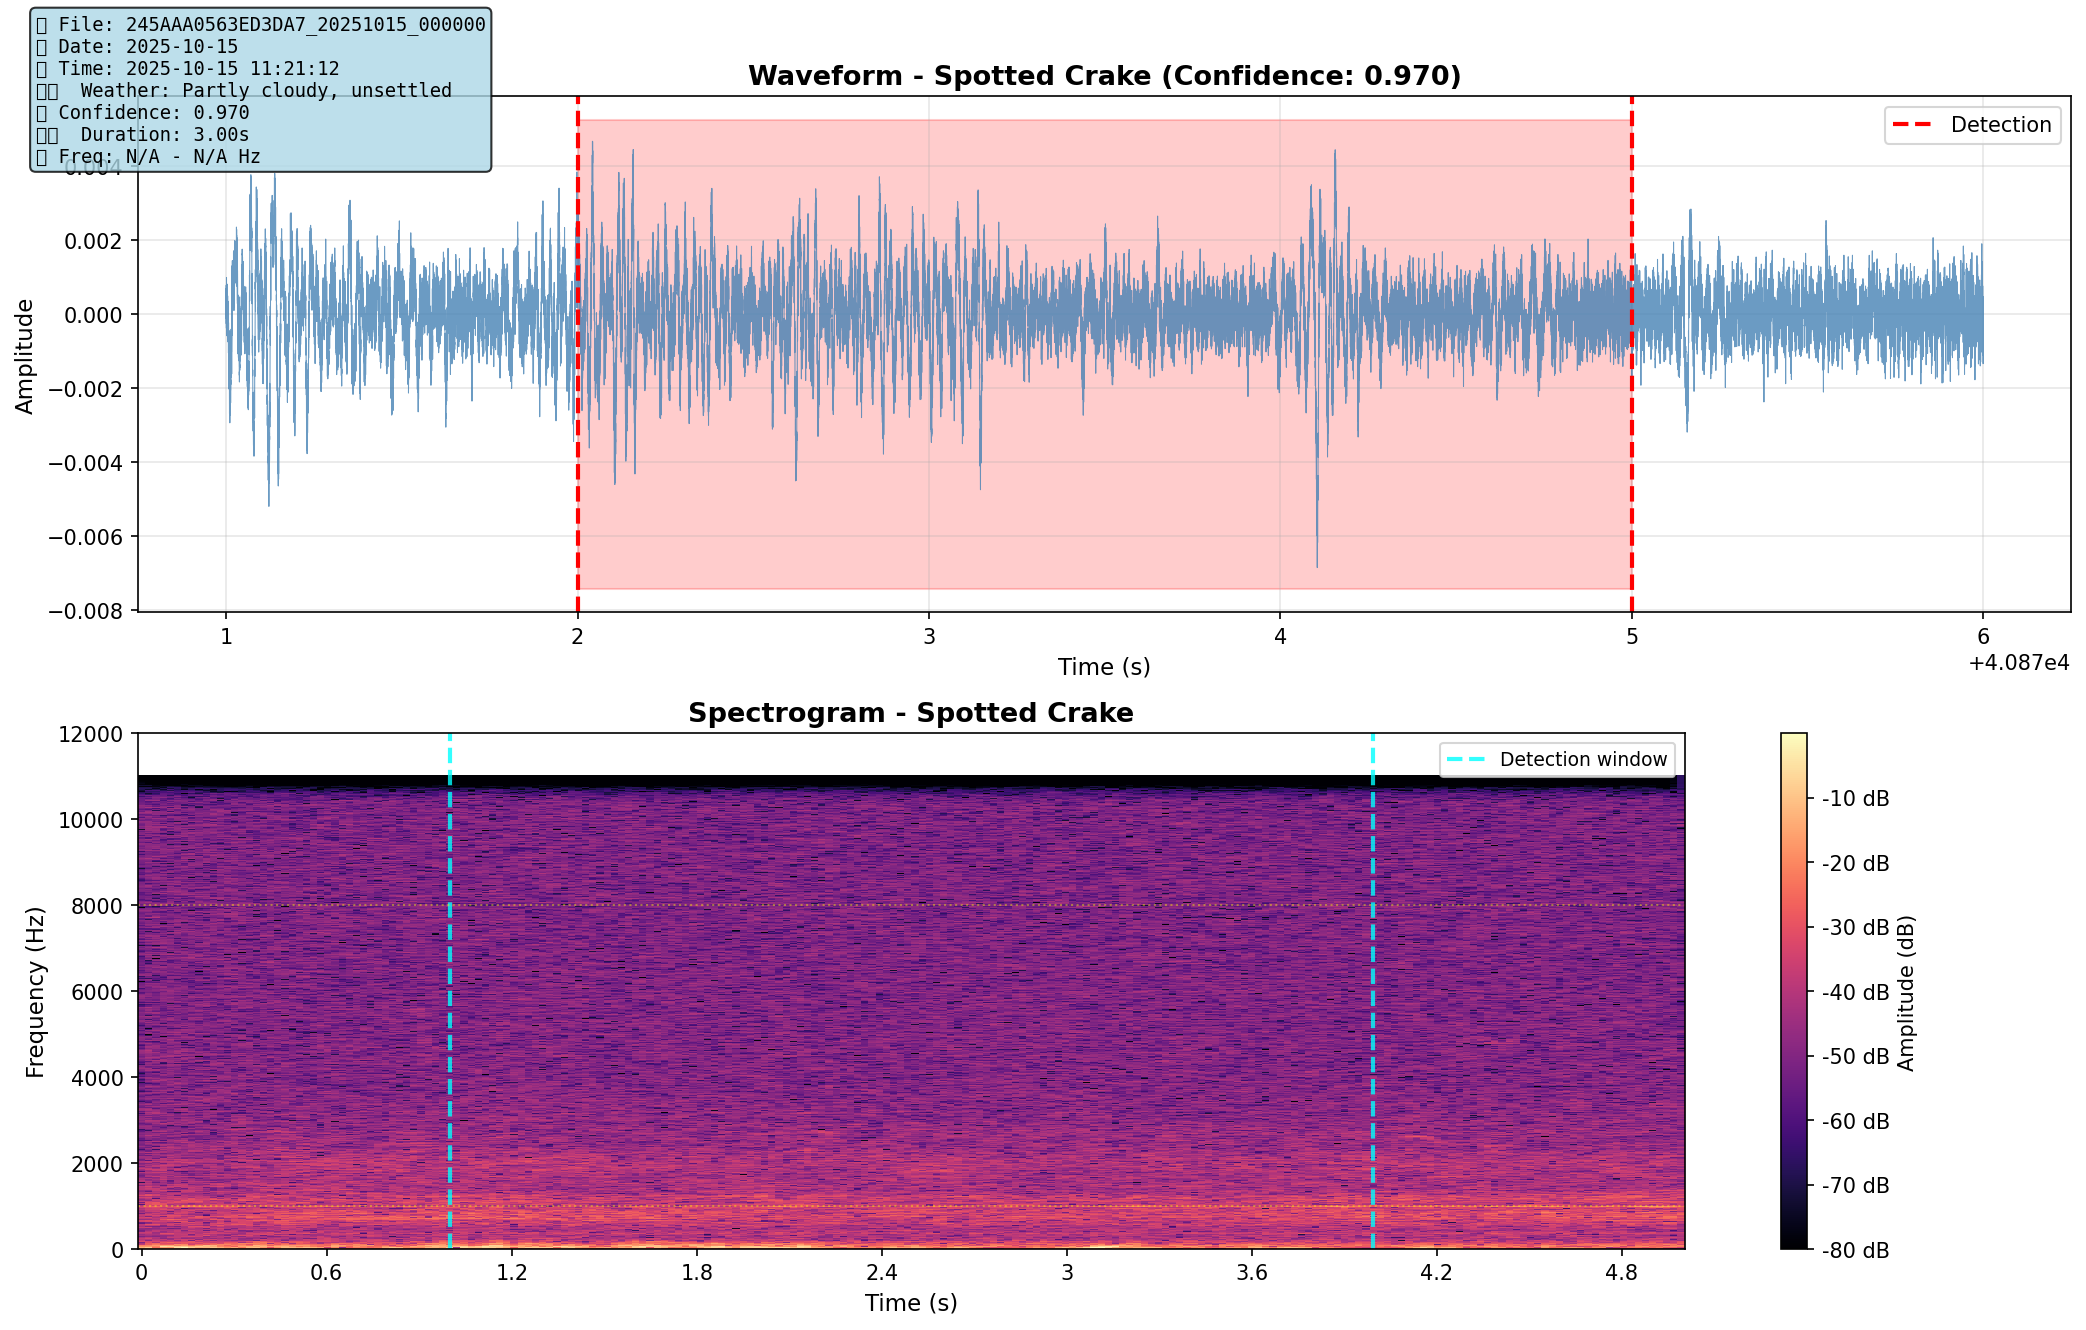 File: 245AAA0563ED3DA7_20251015_000000
Date: 2025-10-15
Time: 2025-10-15 11:21:12
Weather: Partly cloudy, unsettled
Confidence: 0.970
Duration: 3.00s
Freq: N/A - N/A Hz
Waveform - Spotted Crake (Confidence: 0.970)
Detection
0.004
0.002
0.000
−0.002
−0.004
−0.006
−0.008
Amplitude
1 2 3 4 5 6
Time (s)
+4.087e4
Spectrogram - Spotted Crake
Detection window
12000
10000
8000
6000
4000
2000
0
Frequency (Hz)
0 0.6 1.2 1.8 2.4 3 3.6 4.2 4.8
Time (s)
-10 dB
-20 dB
-30 dB
-40 dB
-50 dB
-60 dB
-70 dB
-80 dB
Amplitude (dB)